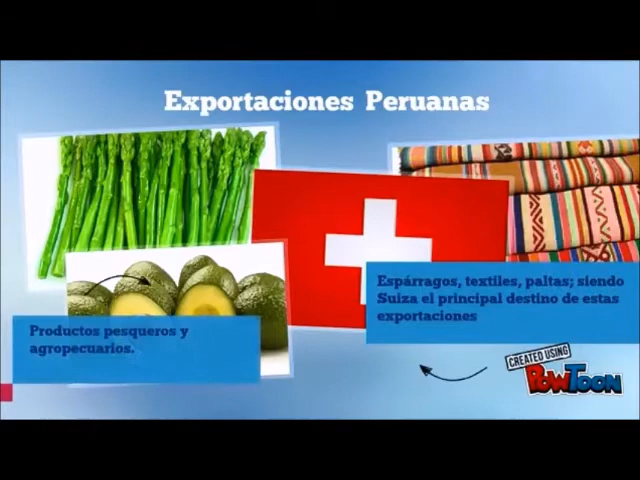 Exportaciones Peruanas
Espárragos, textiles, paltas; siendo
Suiza el principal destino de estas
exportaciones
Productos pesqueros y
agropecuarios.
CREATED USING
POWTOON